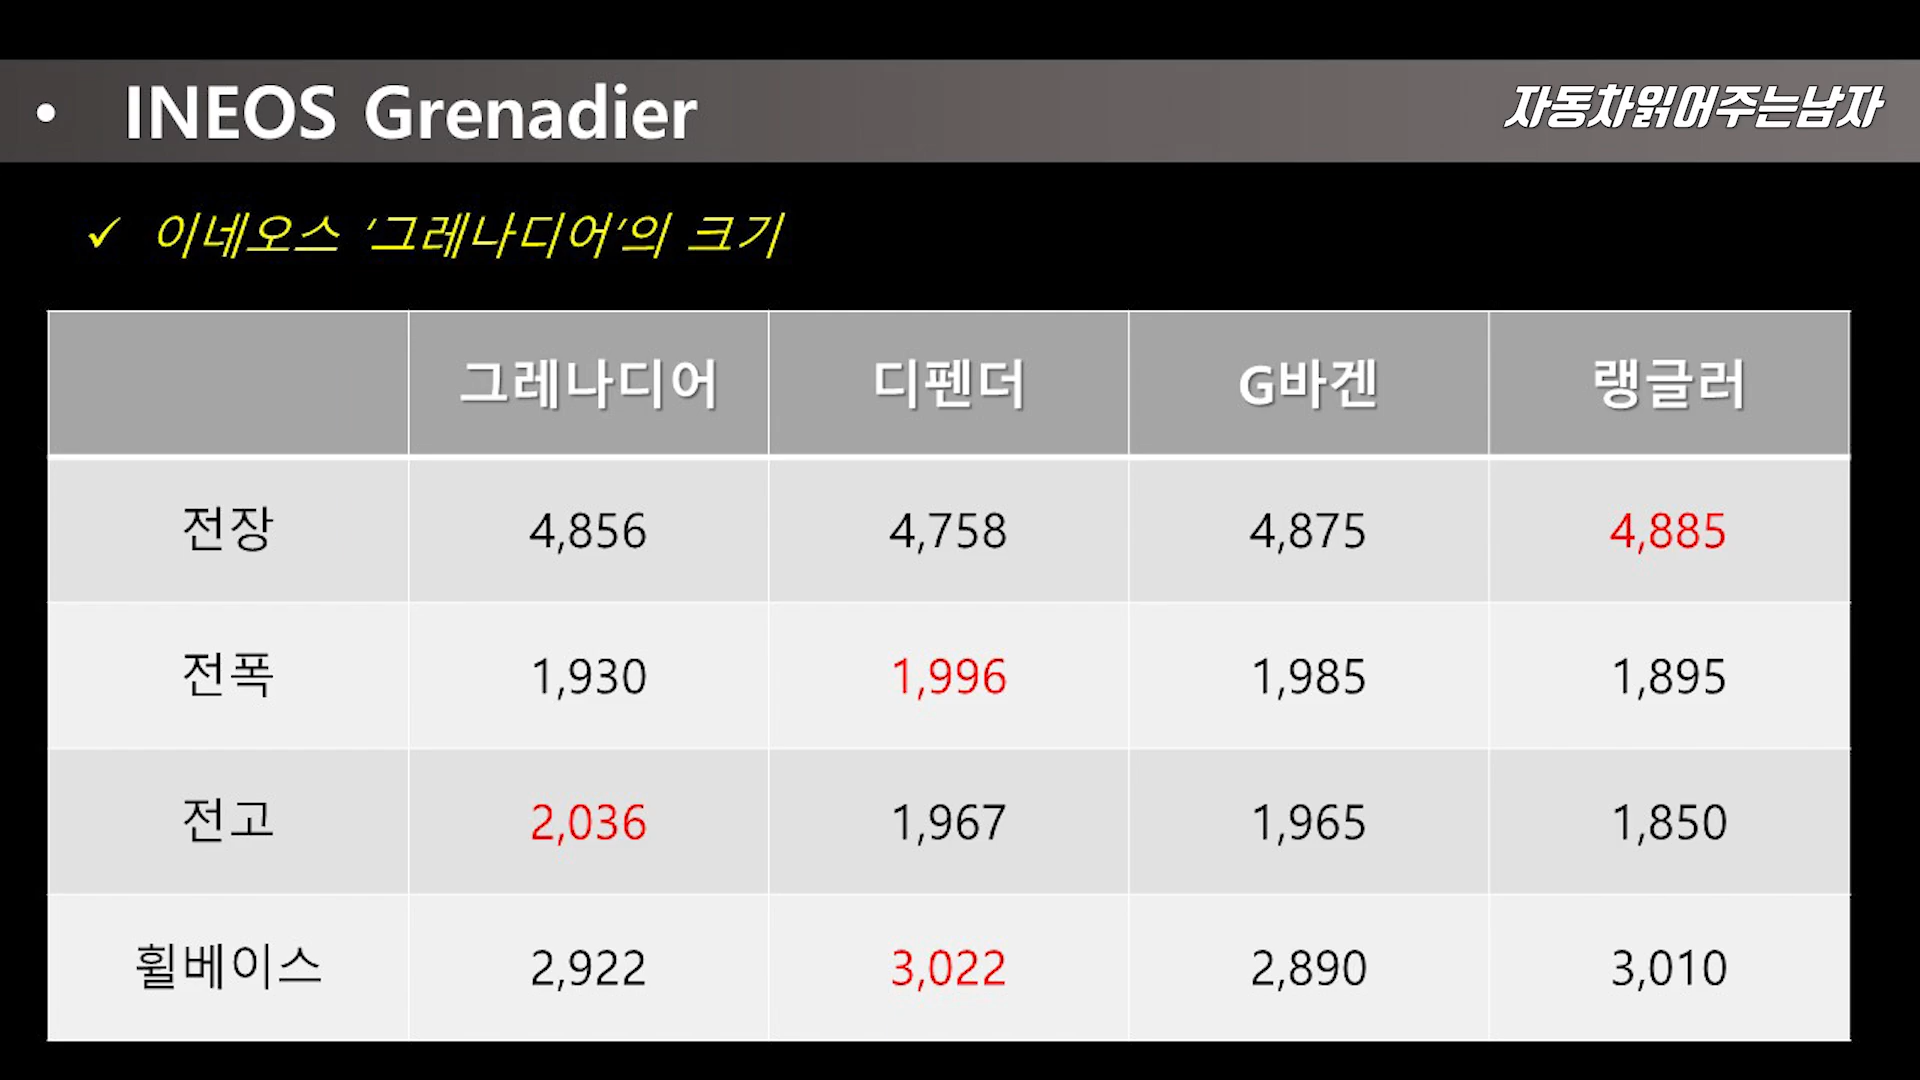 • INEOS Grenadier
자동차읽어주는남자
✓ 이네오스 ‘그레나디어’의 크기
그레나디어 디펜더 G바겐 랭글러
전장 4,856 4,758 4,875 4,885
전폭 1,930 1,996 1,985 1,895
전고 2,036 1,967 1,965 1,850
휠베이스 2,922 3,022 2,890 3,010